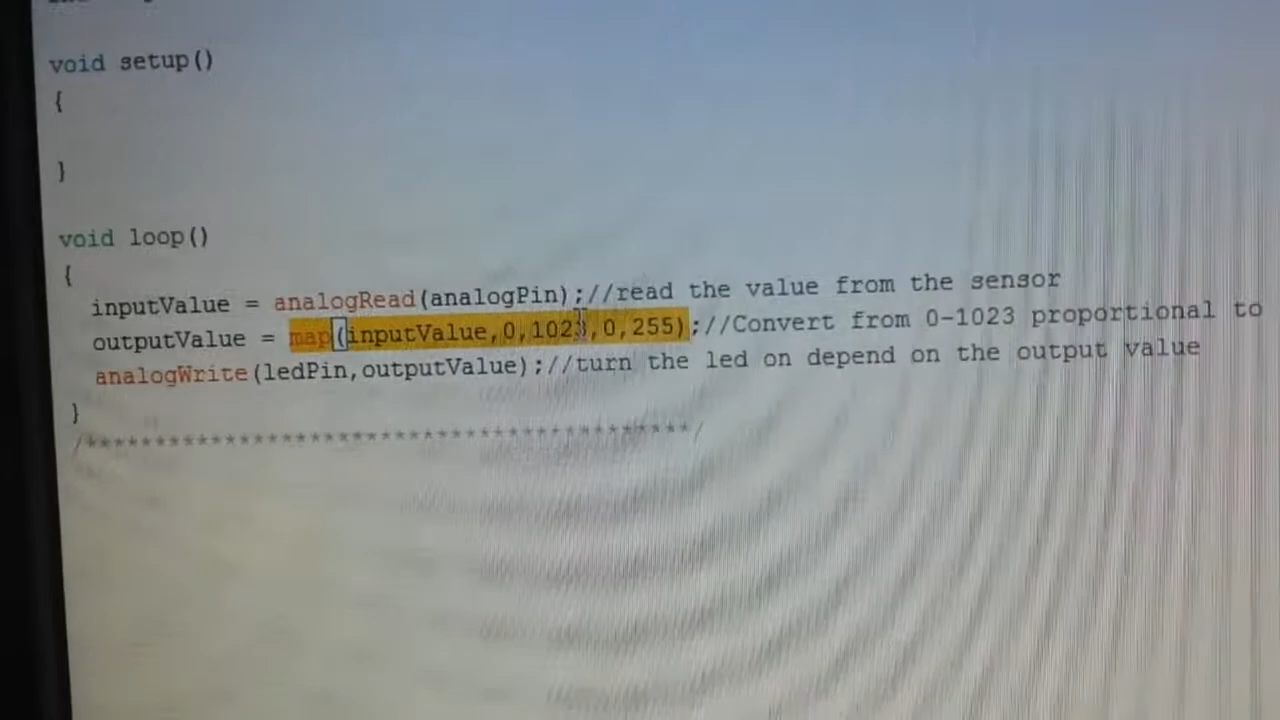 void setup()
{
}
void loop()
{
inputValue = analogRead(analogPin);//read the value from the sensor
outputValue = map(inputValue,0,1023,0,255);//Convert from 0-1023 proportional to
analogWrite(ledPin,outputValue);//turn the led on depend on the output value
}
/*******************************************/